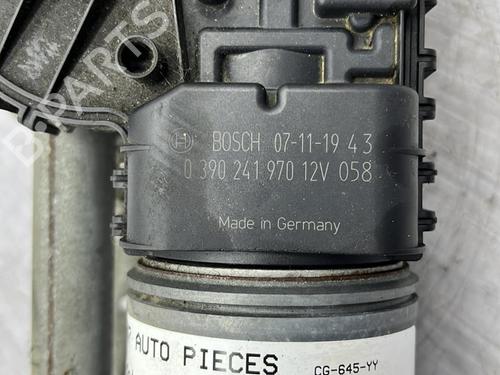 B-PARTS
BOSCH 07-11-19 4 3
0 390 241 970 12V 058
Made in Germany
AUTO PIECES
CG-645-YY